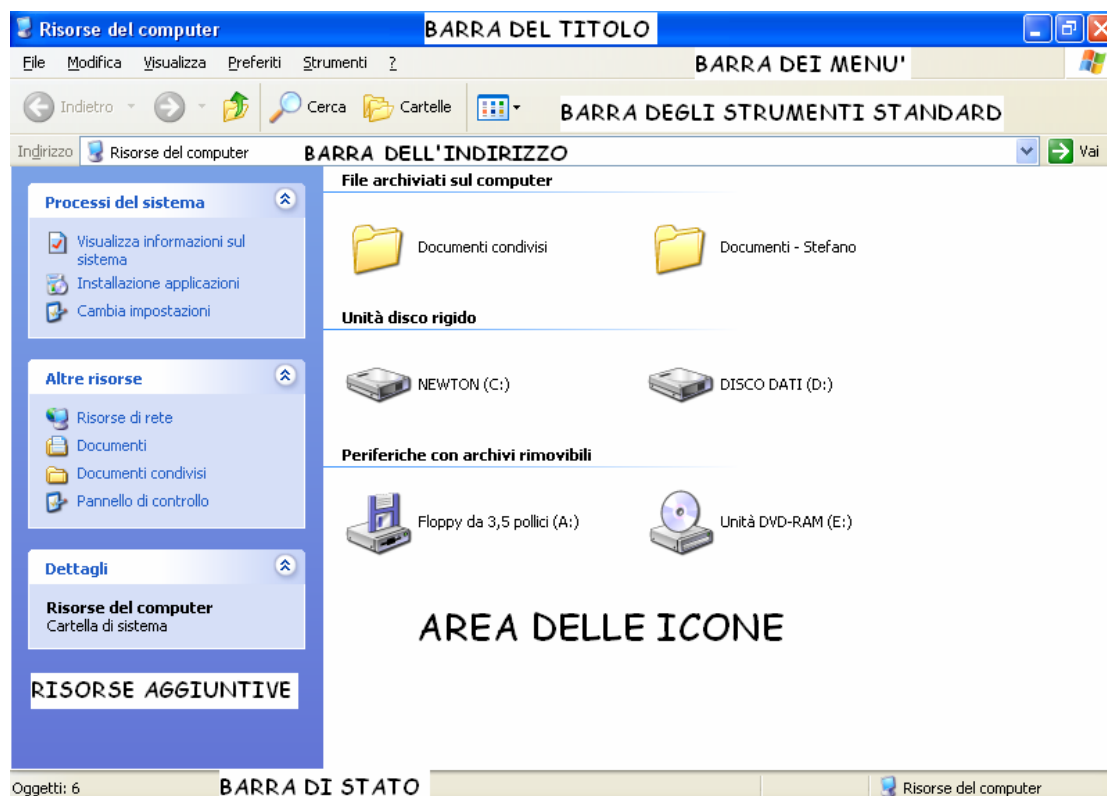 Risorse del computer BARRA DEL TITOLO
File Modifica Visualizza Preferiti Strumenti ? BARRA DEI MENU'
Indietro Cerca Cartelle BARRA DEGLI STRUMENTI STANDARD
Indirizzo Risorse del computer BARRA DELL'INDIRIZZO Vai
Processi del sistema
Visualizza informazioni sul
sistema
Installazione applicazioni
Cambia impostazioni
Altre risorse
Risorse di rete
Documenti
Documenti condivisi
Pannello di controllo
Dettagli
Risorse del computer
Cartella di sistema
RISORSE AGGIUNTIVE
File archiviati sul computer
Documenti condivisi Documenti - Stefano
Unità disco rigido
NEWTON (C:) DISCO DATI (D:)
Periferiche con archivi rimovibili
Floppy da 3,5 pollici (A:) Unità DVD-RAM (E:)
AREA DELLE ICONE
Oggetti: 6 BARRA DI STATO Risorse del computer